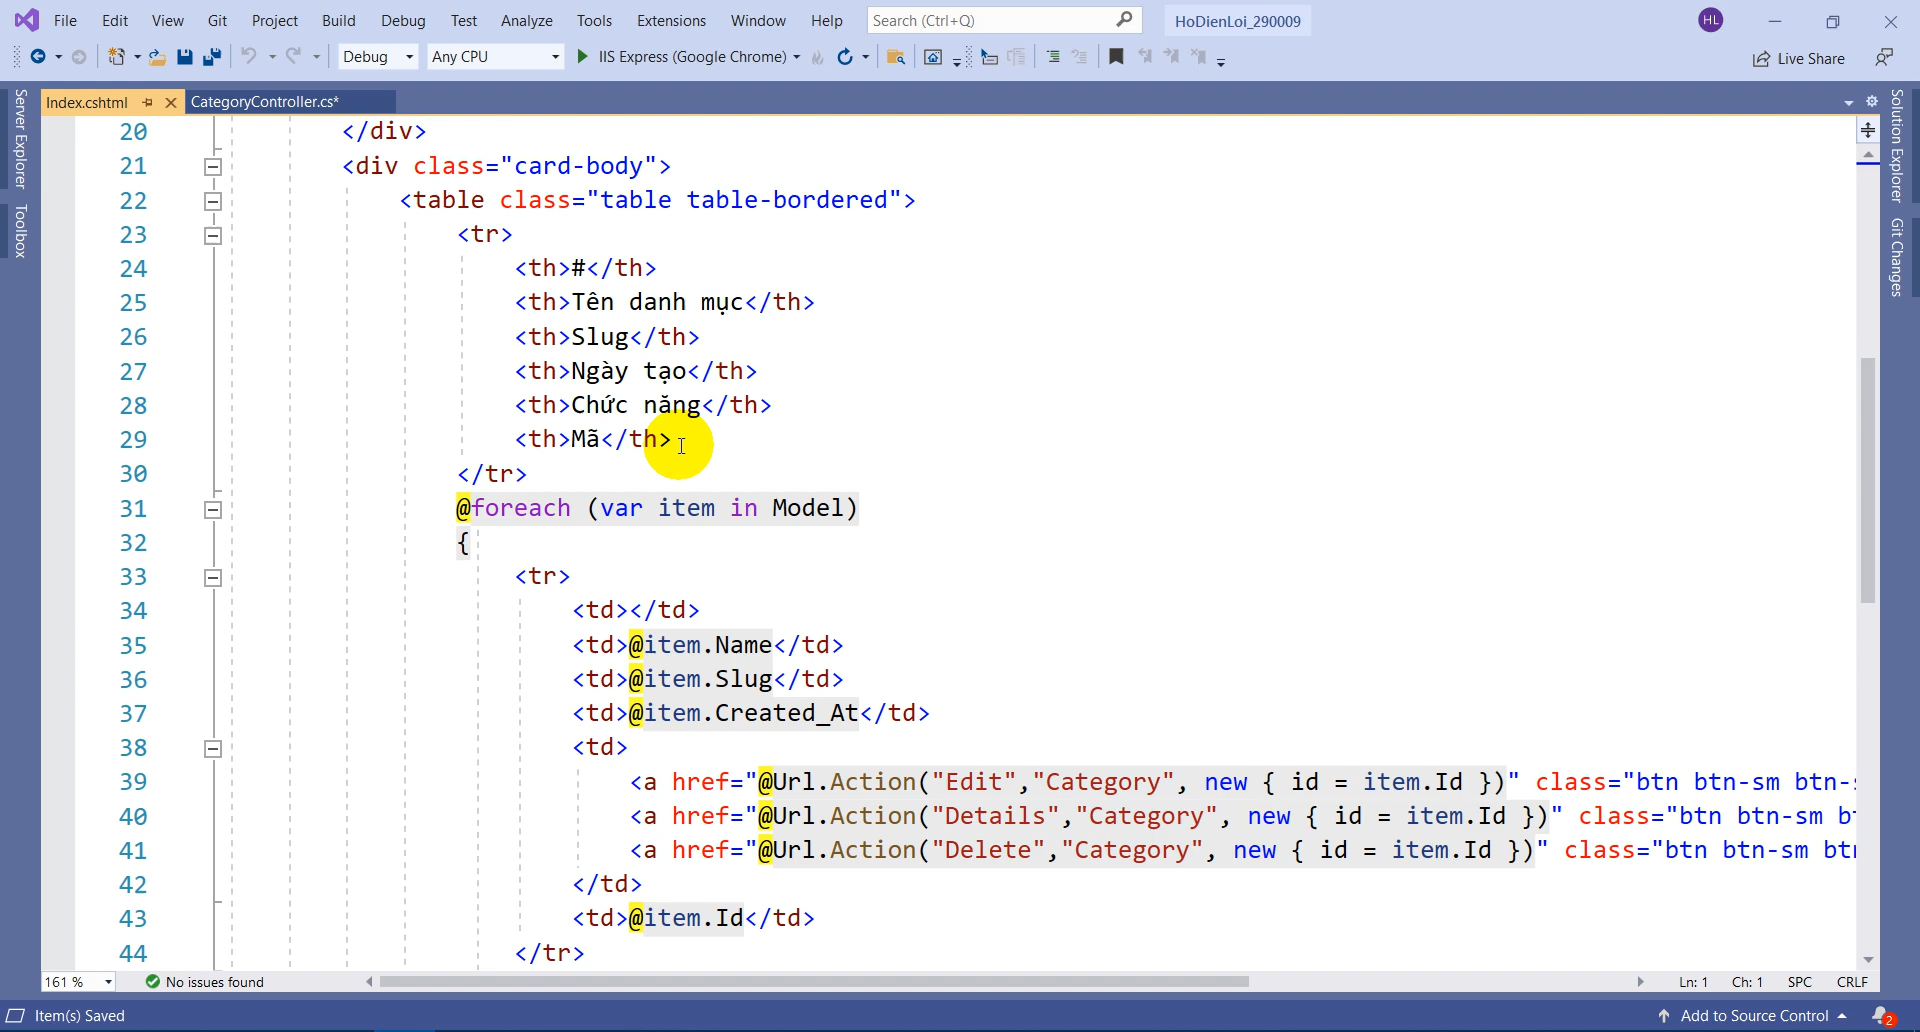 File Edit View Git Project Build Debug Test Analyze Tools Extensions Window Help Search (Ctrl+Q) HoDienLoi_290009 HL
Debug Any CPU IIS Express (Google Chrome) Live Share
Index.cshtml CategoryController.cs*
Server Explorer
Toolbox
Solution Explorer
Git Changes
20 </div>
21 <div class="card-body">
22 <table class="table table-bordered">
23 <tr>
24 <th>#</th>
25 <th>Tên danh mục</th>
26 <th>Slug</th>
27 <th>Ngày tạo</th>
28 <th>Chức năng</th>
29 <th>Mã</th>
30 </tr>
31 @foreach (var item in Model)
32 {
33 <tr>
34 <td></td>
35 <td>@item.Name</td>
36 <td>@item.Slug</td>
37 <td>@item.Created_At</td>
38 <td>
39 <a href="@Url.Action("Edit","Category", new { id = item.Id })" class="btn btn-sm btn-
40 <a href="@Url.Action("Details","Category", new { id = item.Id })" class="btn btn-sm
41 <a href="@Url.Action("Delete","Category", new { id = item.Id })" class="btn btn-sm
42 </td>
43 <td>@item.Id</td>
44 </tr>
161 % No issues found Ln: 1 Ch: 1 SPC CRLF
Item(s) Saved Add to Source Control 2